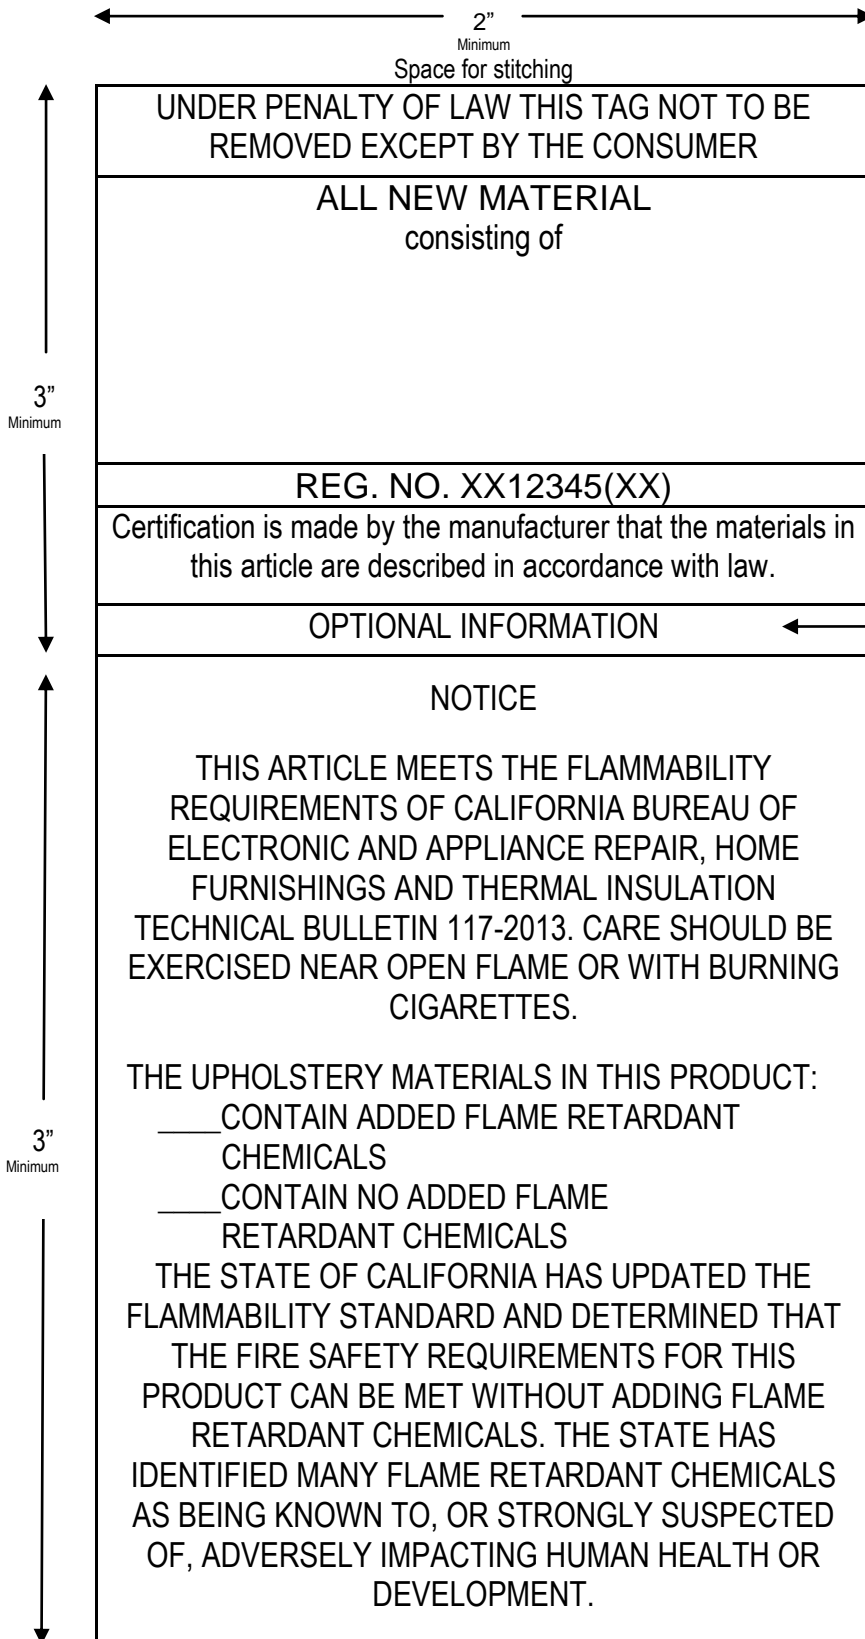 2”
Minimum
Space for stitching
UNDER PENALTY OF LAW THIS TAG NOT TO BE
REMOVED EXCEPT BY THE CONSUMER
ALL NEW MATERIAL
consisting of
3”
Minimum
REG. NO. XX12345(XX)
Certification is made by the manufacturer that the materials in
this article are described in accordance with law.
OPTIONAL INFORMATION
NOTICE
THIS ARTICLE MEETS THE FLAMMABILITY
REQUIREMENTS OF CALIFORNIA BUREAU OF
ELECTRONIC AND APPLIANCE REPAIR, HOME
FURNISHINGS AND THERMAL INSULATION
TECHNICAL BULLETIN 117-2013. CARE SHOULD BE
EXERCISED NEAR OPEN FLAME OR WITH BURNING
CIGARETTES.
THE UPHOLSTERY MATERIALS IN THIS PRODUCT:
____CONTAIN ADDED FLAME RETARDANT
CHEMICALS
____CONTAIN NO ADDED FLAME
RETARDANT CHEMICALS
3”
Minimum
THE STATE OF CALIFORNIA HAS UPDATED THE
FLAMMABILITY STANDARD AND DETERMINED THAT
THE FIRE SAFETY REQUIREMENTS FOR THIS
PRODUCT CAN BE MET WITHOUT ADDING FLAME
RETARDANT CHEMICALS. THE STATE HAS
IDENTIFIED MANY FLAME RETARDANT CHEMICALS
AS BEING KNOWN TO, OR STRONGLY SUSPECTED
OF, ADVERSELY IMPACTING HUMAN HEALTH OR
DEVELOPMENT.